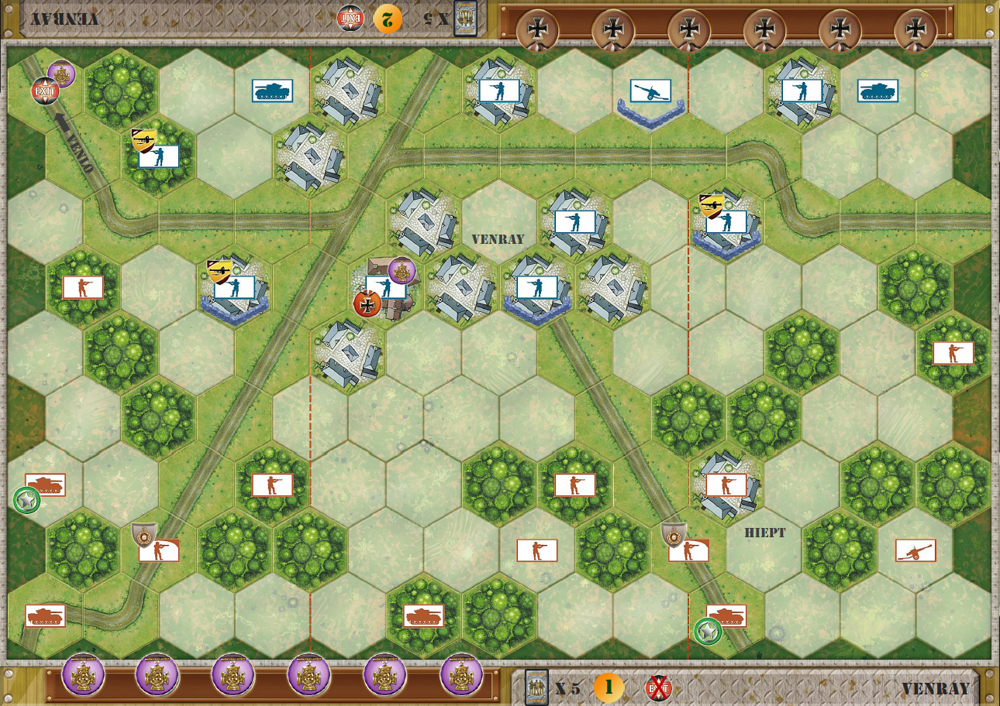 VENRAY
EXIT
2
X 5
EXIT
VENLO
VENRAY
HIEPT
X 5
1
EXIT
VENRAY